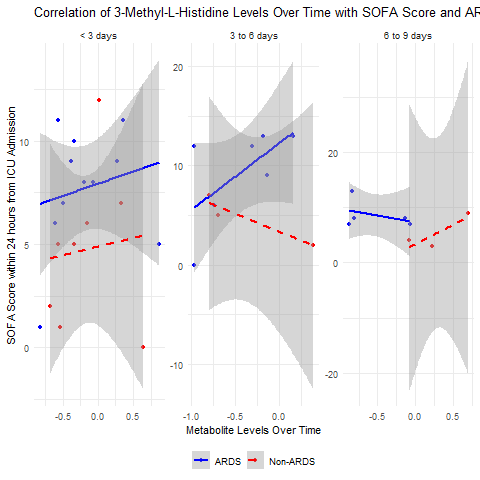 Correlation of 3-Methyl-L-Histidine Levels Over Time with SOFA Score and AR
< 3 days
3 to 6 days
6 to 9 days
SOFA Score within 24 hours from ICU Admission
10
5
0
20
10
0
-10
20
0
-20
-0.5 0.0 0.5
-1.0 -0.5 0.0
-0.5 0.0 0.5
Metabolite Levels Over Time
ARDS Non-ARDS